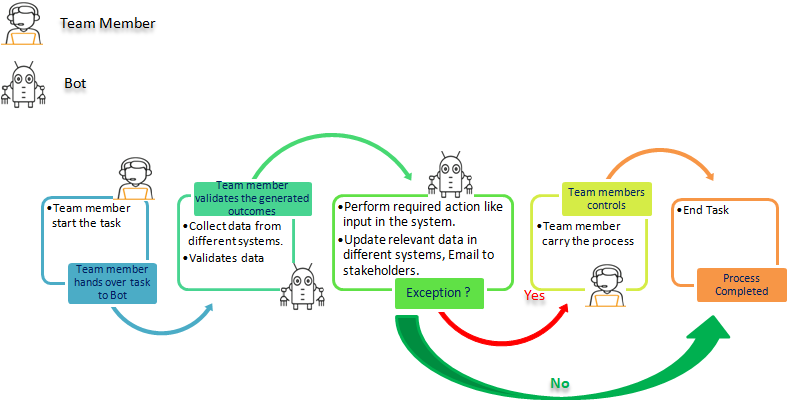 Team Member
Bot
•Team member
start the task
Team member
hands over task
to Bot
Team member
validates the generated
outcomes
•Collect data from
different systems.
•Validates data
•Perform required action like
input in the system.
•Update relevant data in
different systems, Email to
stakeholders.
Exception ?
Yes
No
Team members
controls
•Team member
carry the process
•End Task
Process
Completed